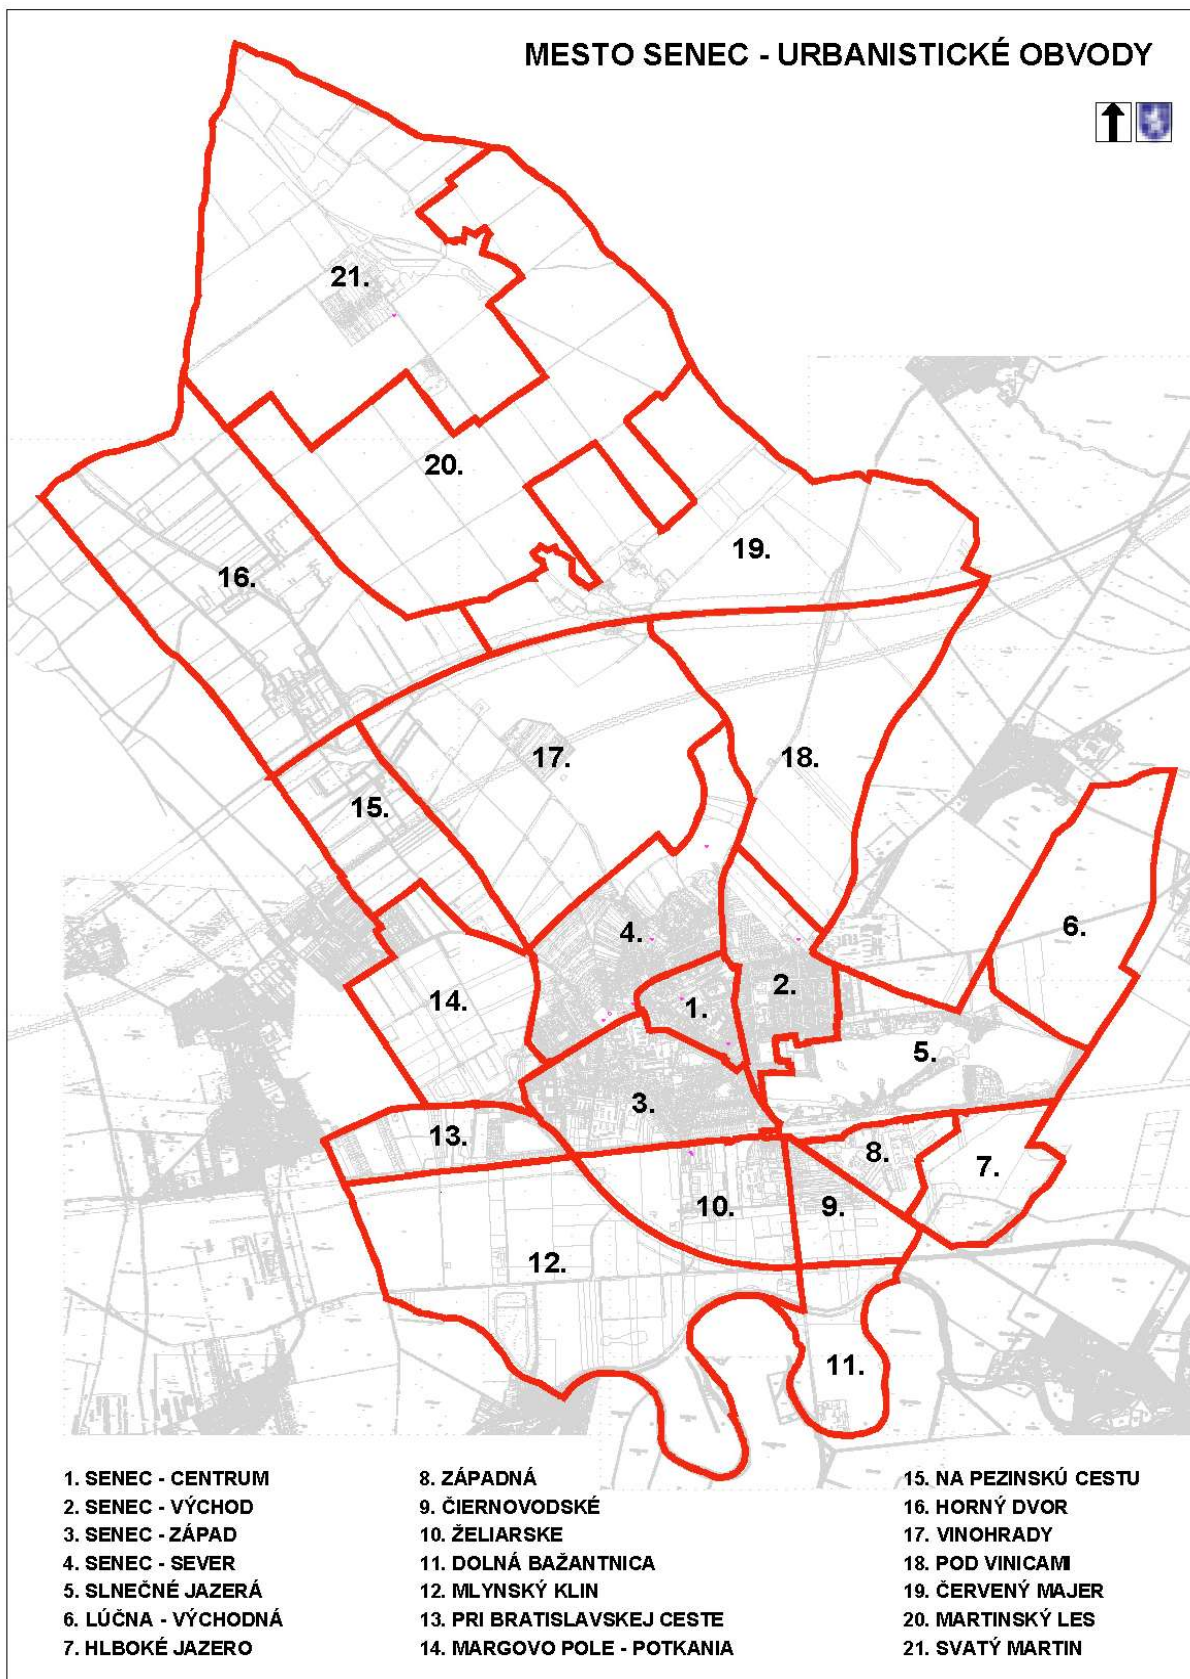 MESTO SENEC - URBANISTICKÉ OBVODY
21.
20.
19.
16.
17.
18.
15.
6.
4.
2.
14.
1.
5.
3.
13.
8.
7.
10.
9.
12.
11.
1. SENEC - CENTRUM
2. SENEC - VÝCHOD
3. SENEC - ZÁPAD
4. SENEC - SEVER
5. SLNEČNÉ JAZERÁ
6. LÚČNA - VÝCHODNÁ
7. HLBOKÉ JAZERO
8. ZÁPADNÁ
9. ČIERNOVODSKÉ
10. ŽELIARSKE
11. DOLNÁ BAŽANTNICA
12. MLYNSKÝ KLIN
13. PRI BRATISLAVSKEJ CESTE
14. MARGOVO POLE - POTKANIA
15. NA PEZINSKÚ CESTU
16. HORNÝ DVOR
17. VINOHRADY
18. POD VINICAMI
19. ČERVENÝ MAJER
20. MARTINSKÝ LES
21. SVATÝ MARTIN